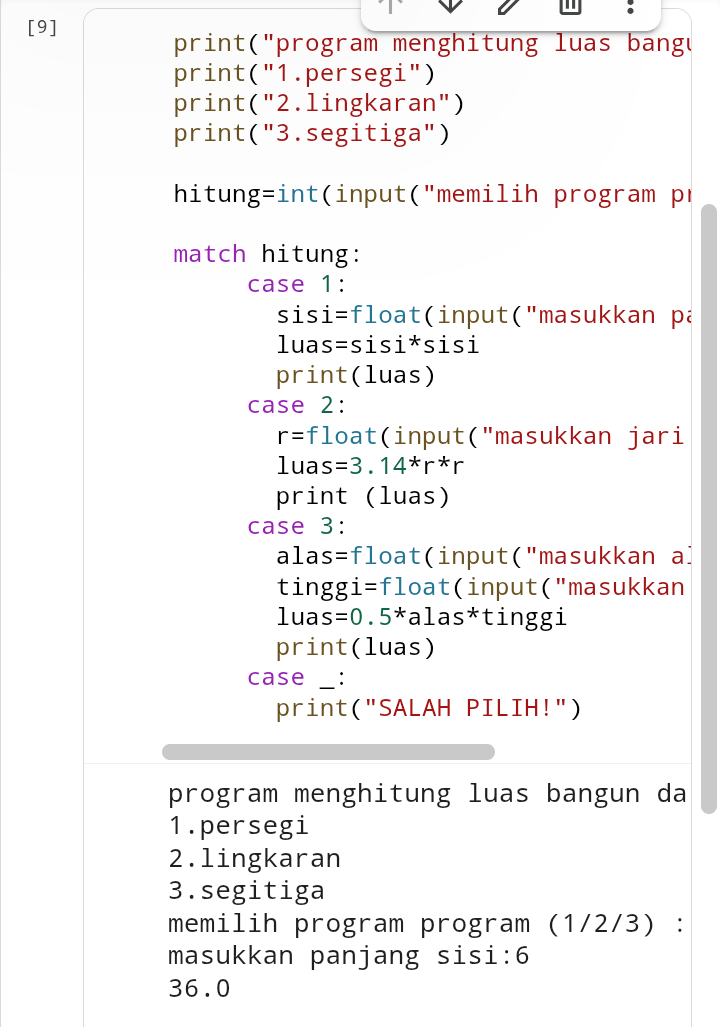 [9]
print("program menghitung luas
print("1.persegi")
print("2.lingkaran")
print("3.segitiga")
hitung=int(input("memilih program
match hitung:
case 1:
sisi=float(input("masukkan
luas=sisi*sisi
print(luas)
case 2:
r=float(input("masukkan jari
luas=3.14*r*r
print (luas)
case 3:
alas=float(input("masukkan
tinggi=float(input("masukkan
luas=0.5*alas*tinggi
print(luas)
case _:
print("SALAH PILIH!")
program menghitung luas bangun da
1.persegi
2.lingkaran
3.segitiga
memilih program program (1/2/3) :
masukkan panjang sisi:6
36.0